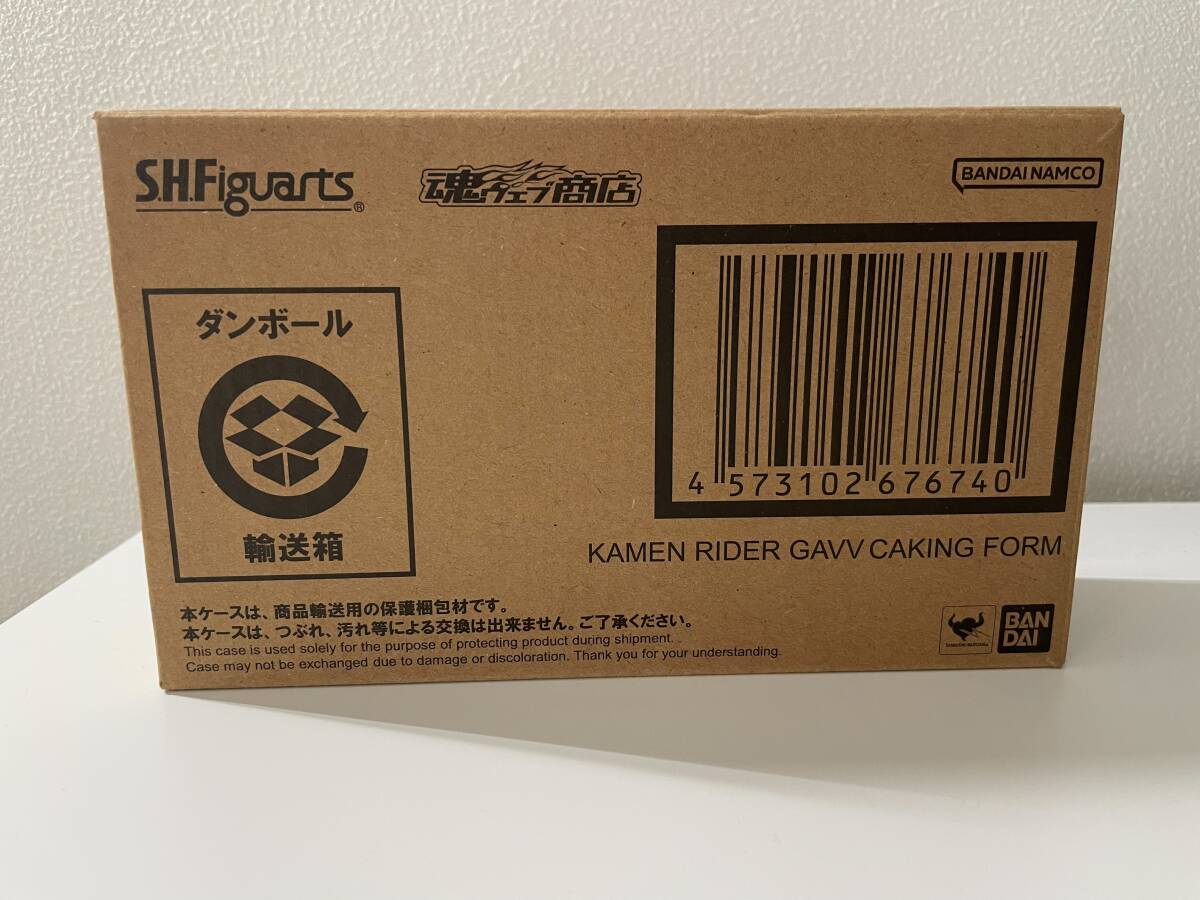 S.H.Figuarts®
魂ウェブ商店
BANDAI NAMCO
ダンボール
輸送箱
4 573102 676740
KAMEN RIDER GAVV CAKING FORM
本ケースは、商品輸送用の保護梱包材です。
本ケースは、つぶれ、汚れ等による交換は出来ません。ご了承ください。
This case is used solely for the purpose of protecting product during shipment.
Case may not be exchanged due to damage or discoloration. Thank you for your understanding.
TAMASHII NATIONS
BAN
DAI